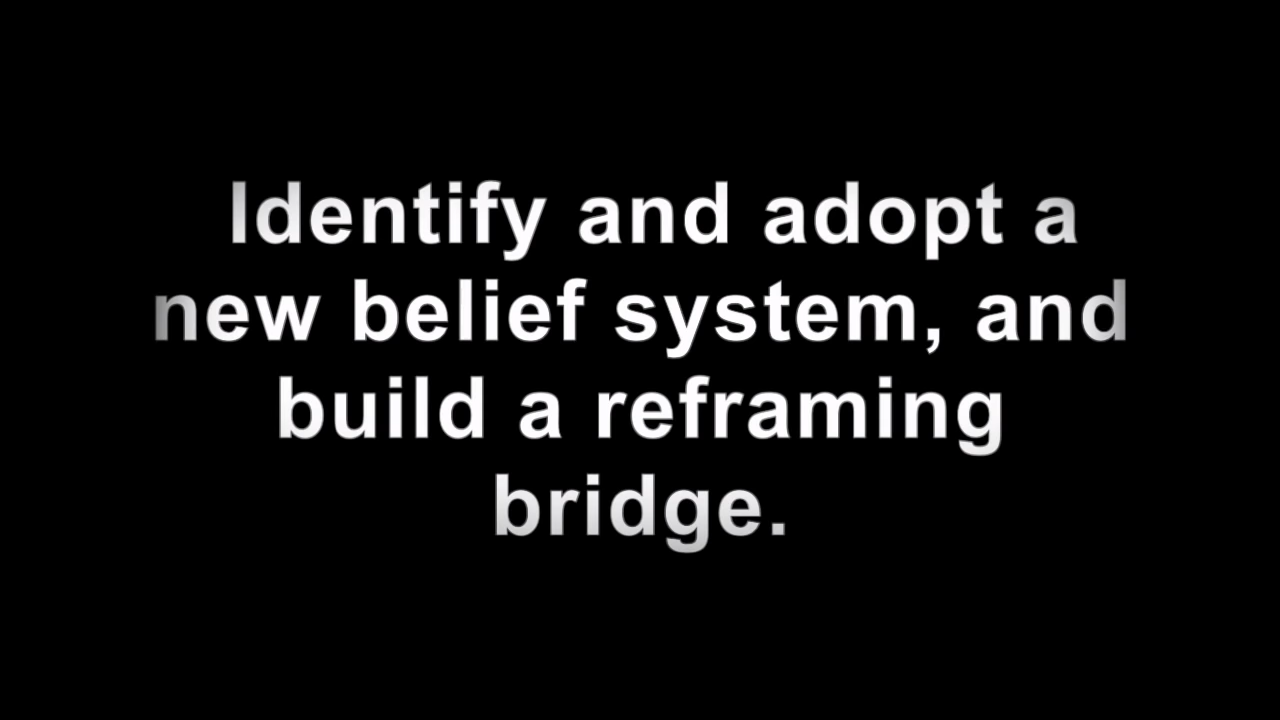 Identify and adopt a
new belief system, and
build a reframing
bridge.